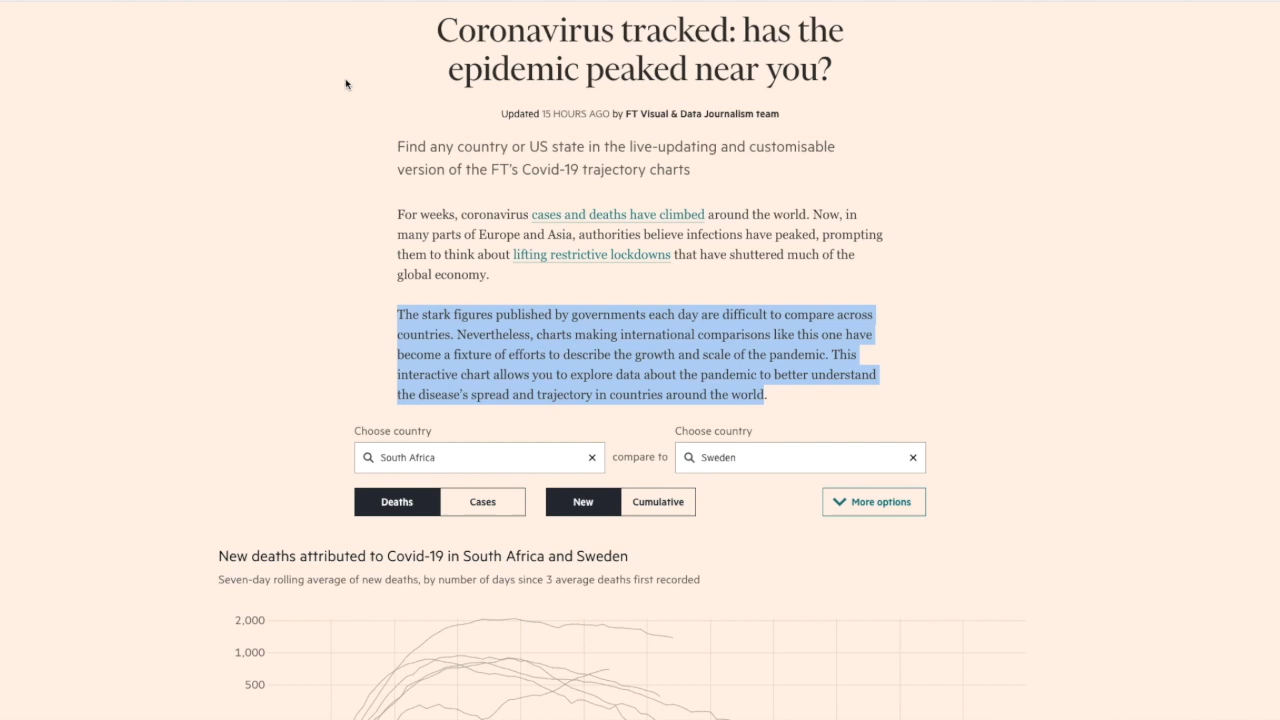 Coronavirus tracked: has the
epidemic peaked near you?
Updated 15 HOURS AGO by FT Visual & Data Journalism team
Find any country or US state in the live-updating and customisable
version of the FT's Covid-19 trajectory charts
For weeks, coronavirus cases and deaths have climbed around the world. Now, in
many parts of Europe and Asia, authorities believe infections have peaked, prompting
them to think about lifting restrictive lockdowns that have shuttered much of the
global economy.
The stark figures published by governments each day are difficult to compare across
countries. Nevertheless, charts making international comparisons like this one have
become a fixture of efforts to describe the growth and scale of the pandemic. This
interactive chart allows you to explore data about the pandemic to better understand
the disease's spread and trajectory in countries around the world.
Choose country Choose country
South Africa compare to Sweden
Deaths Cases New Cumulative More options
New deaths attributed to Covid-19 in South Africa and Sweden
Seven-day rolling average of new deaths, by number of days since 3 average deaths first recorded
2,000
1,000
500